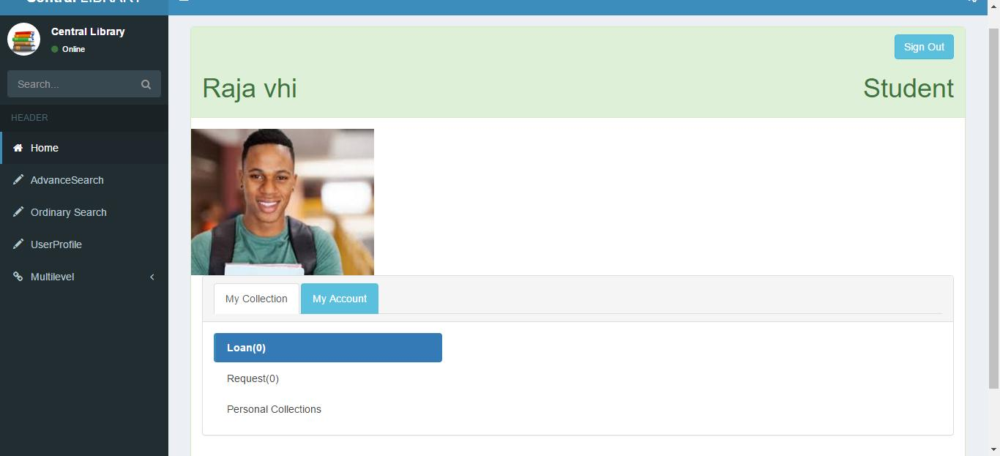 Central LIBRARY
Central Library
Online
Search...
HEADER
Home
AdvanceSearch
Ordinary Search
UserProfile
Multilevel
Sign Out
Raja vhi
Student
My Collection
My Account
Loan(0)
Request(0)
Personal Collections